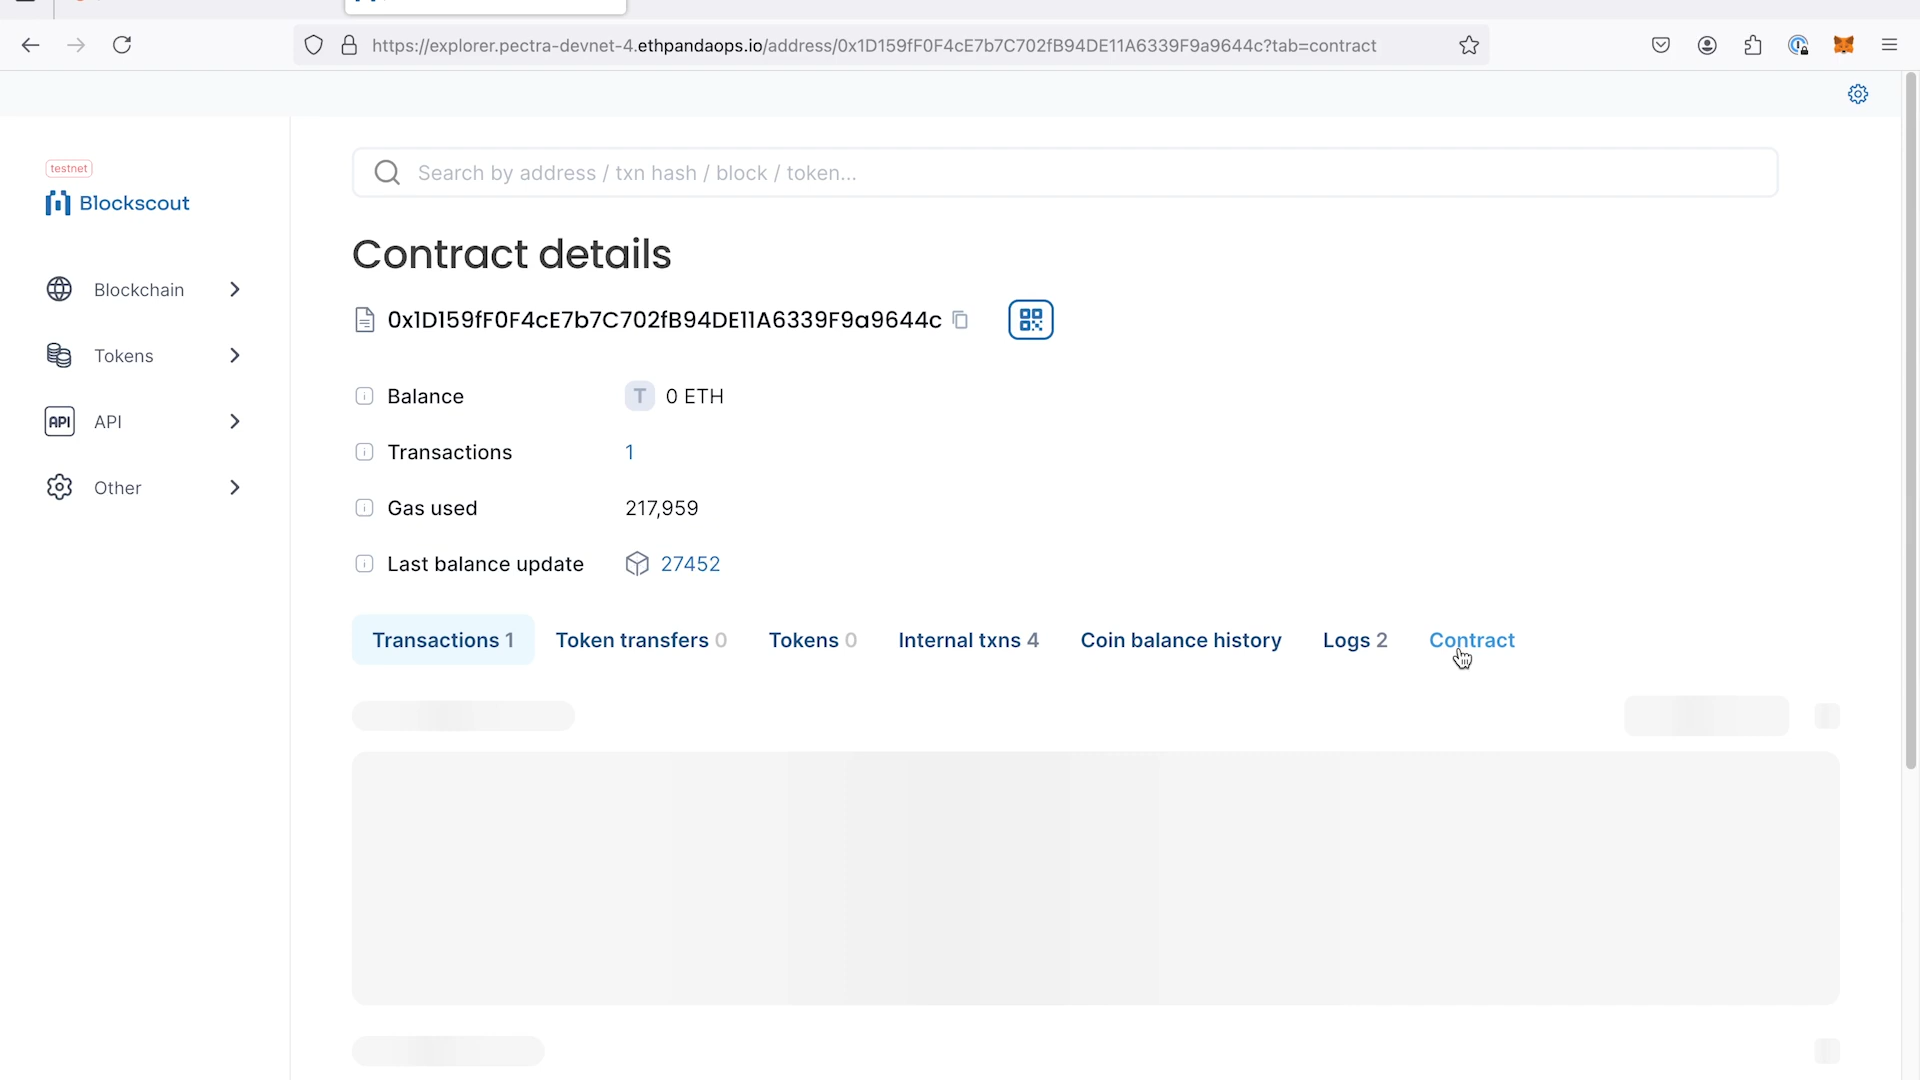 https://explorer.pectra-devnet-4.ethpandaops.io/address/0x1D159fF0F4cE7b7C702fB94DE11A6339F9a9644c?tab=contract
testnet
Blockscout
Search by address / txn hash / block / token...
Blockchain
Tokens
API API
Other
Contract details
0x1D159fF0F4cE7b7C702fB94DE11A6339F9a9644c
Balance T 0 ETH
Transactions 1
Gas used 217,959
Last balance update 27452
Transactions 1 Token transfers 0 Tokens 0 Internal txns 4 Coin balance history Logs 2 Contract